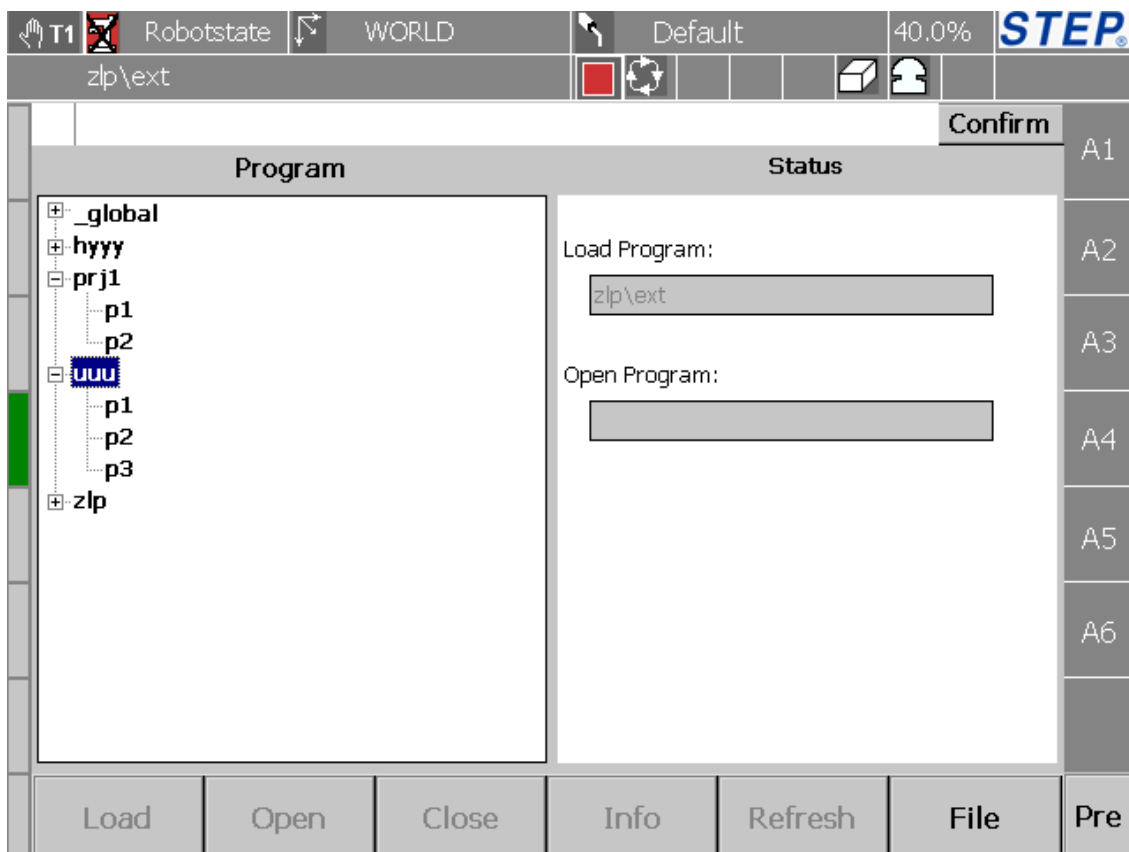 T1 Robotstate WORLD Default 40.0% STEP®
zlp\ext
Confirm
Program
Status
A1
_global
hyyy
prj1
p1
p2
uuu
p1
p2
p3
zlp
Load Program:
zlp\ext
Open Program:
A2
A3
A4
A5
A6
Load Open Close Info Refresh File Pre